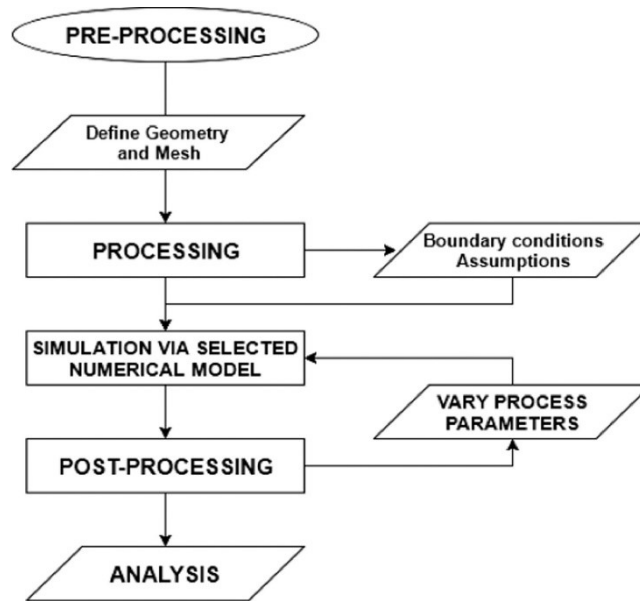 PRE-PROCESSING
Define Geometry
and Mesh
PROCESSING
Boundary conditions
Assumptions
SIMULATION VIA SELECTED
NUMERICAL MODEL
VARY PROCESS
PARAMETERS
POST-PROCESSING
ANALYSIS